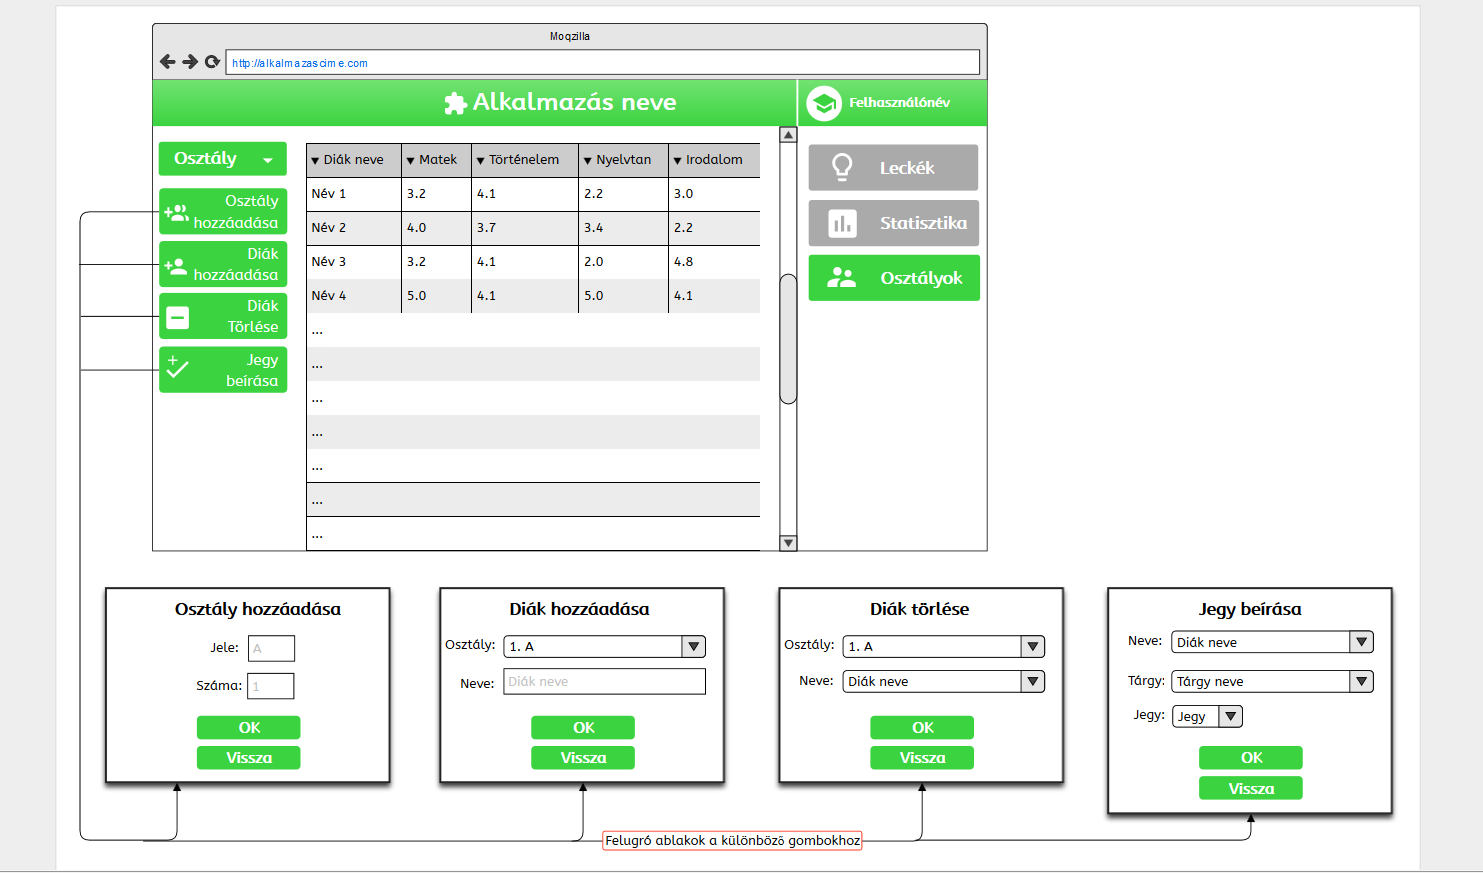 Moqzilla
http://alkalmazascime.com
Alkalmazás neve
Felhasználónév
Osztály
Osztály
hozzáadása
Diák
hozzáadása
Diák
Törlése
Jegy
beírása
Diák neve Matek Történelem Nyelvtan Irodalom
Név 1 3.2 4.1 2.2 3.0
Név 2 4.0 3.7 3.4 2.2
Név 3 3.2 4.1 2.0 4.8
Név 4 5.0 4.1 5.0 4.1
...
...
...
...
...
...
...
Leckék
Statisztika
Osztályok
Osztály hozzáadása
Jele: A
Száma: 1
OK
Vissza
Diák hozzáadása
Osztály: 1. A
Neve: Diák neve
OK
Vissza
Diák törlése
Osztály: 1. A
Neve: Diák neve
OK
Vissza
Jegy beírása
Neve: Diák neve
Tárgy: Tárgy neve
Jegy: Jegy
OK
Vissza
Felugró ablakok a különböző gombokhoz